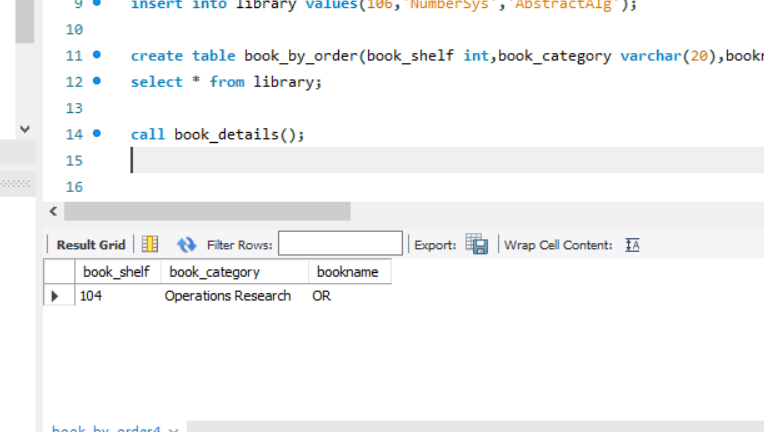 9 insert into library values(106,'NumberSys','AbstractAlg');
10
11 create table book_by_order(book_shelf int,book_category varchar(20),bookn
12 select * from library;
13
14 call book_details();
15
16
Result Grid Filter Rows: Export: Wrap Cell Content:
book_shelf book_category bookname
104 Operations Research OR
book_by_order4